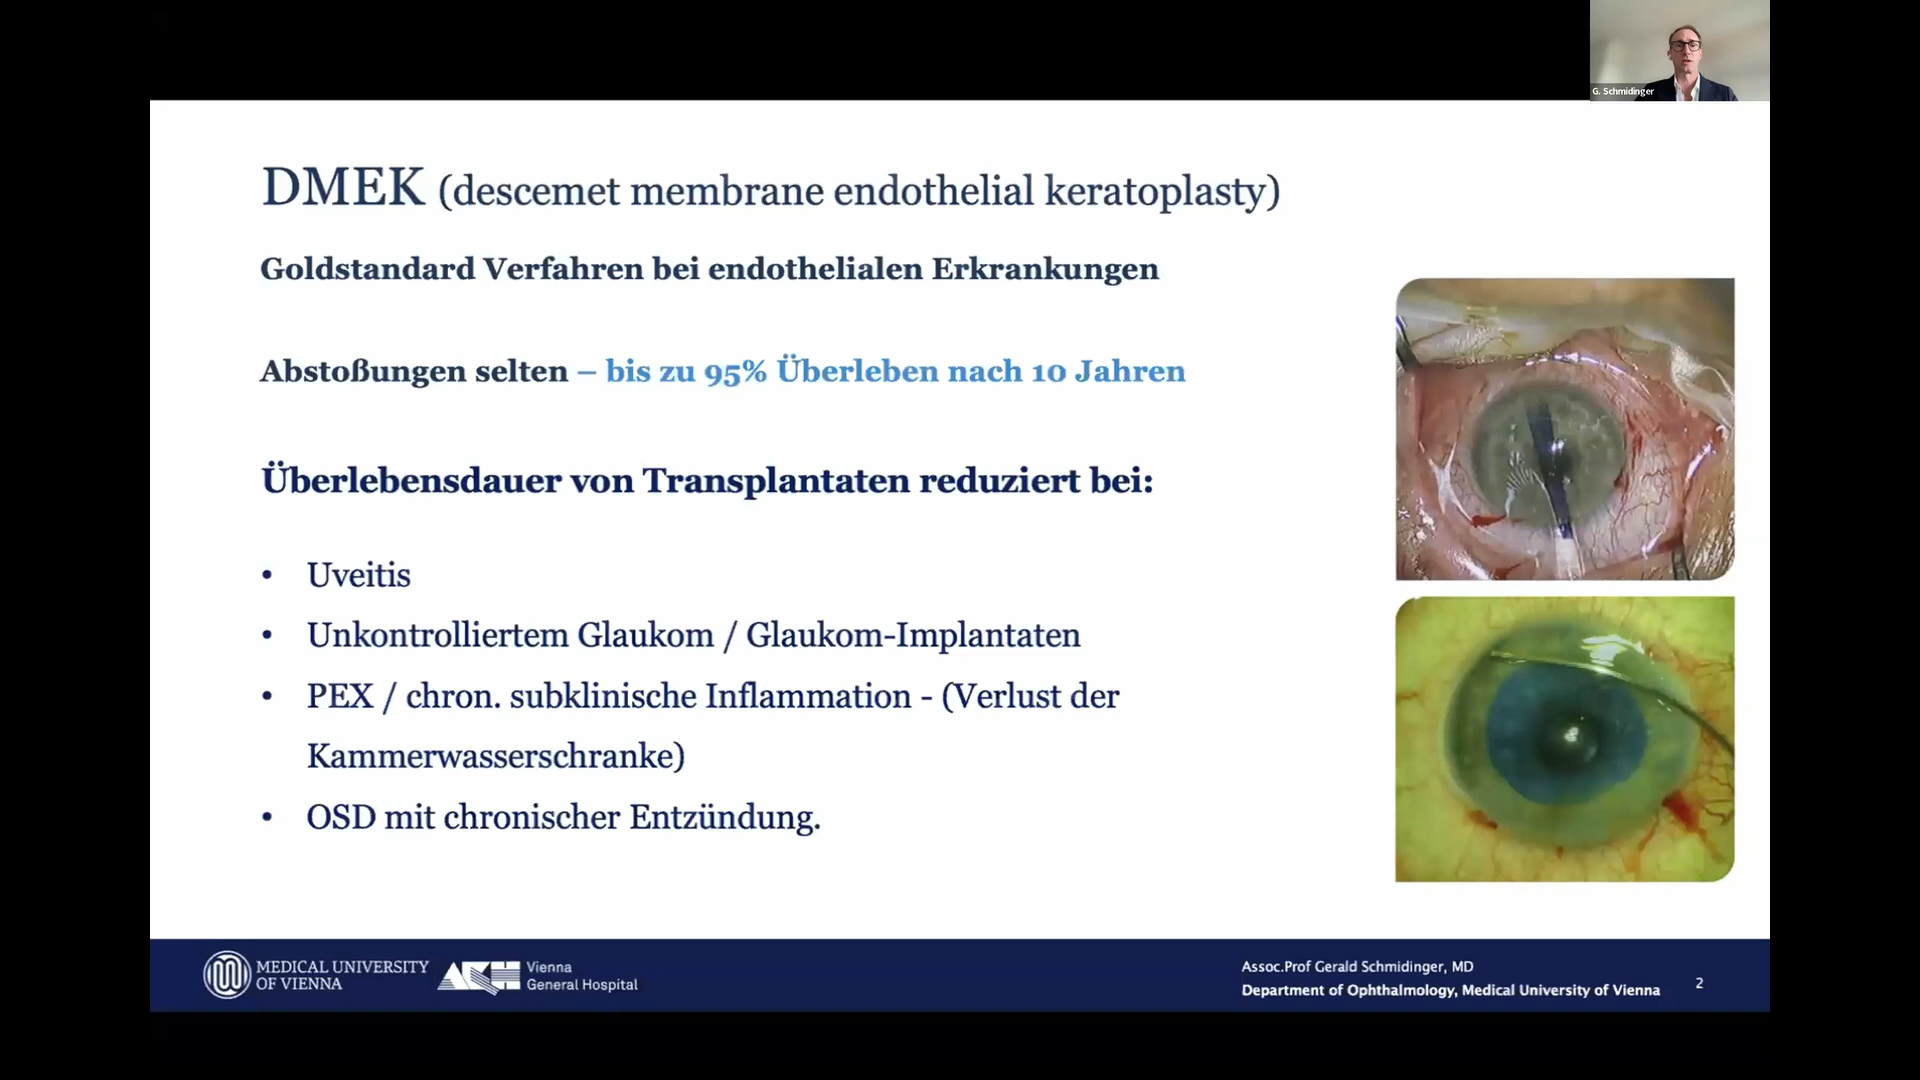 G. Schmidinger
DMEK (descemet membrane endothelial keratoplasty)
Goldstandard Verfahren bei endothelialen Erkrankungen
Abstoßungen selten – bis zu 95% Überleben nach 10 Jahren
Überlebensdauer von Transplantaten reduziert bei:
• Uveitis
• Unkontrolliertem Glaukom / Glaukom-Implantaten
• PEX / chron. subklinische Inflammation - (Verlust der
Kammerwasserschranke)
• OSD mit chronischer Entzündung.
MEDICAL UNIVERSITY
OF VIENNA
AKH
Vienna
General Hospital
Assoc.Prof Gerald Schmidinger, MD
Department of Ophthalmology, Medical University of Vienna
2